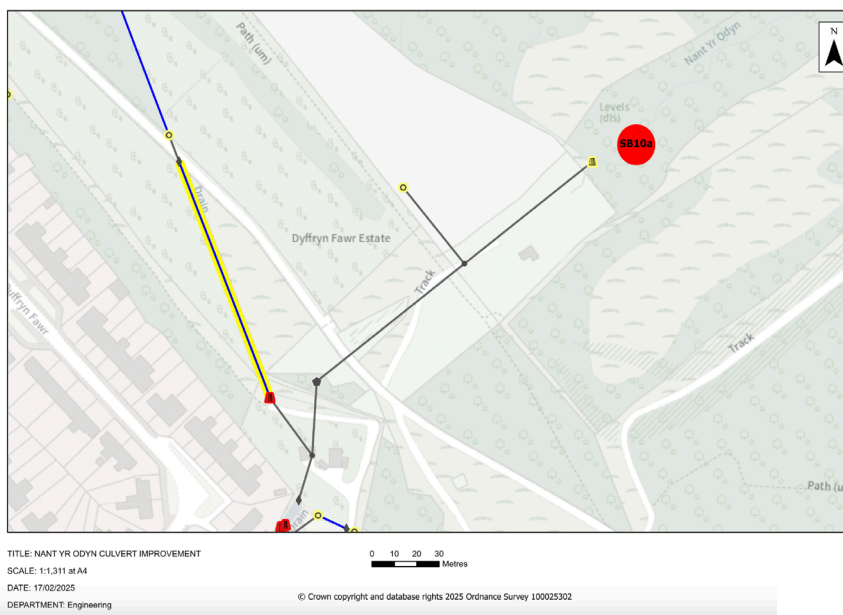 Path (um)
Nant Yr Odyn
N
Levels
(dis)
SB10a
Drain
Dyffryn Fawr Estate
Track
Track
Dyffryn Fawr
Path (u
Drain
TITLE: NANT YR ODYN CULVERT IMPROVEMENT
SCALE: 1:1,311 at A4
DATE: 17/02/2025
DEPARTMENT: Engineering
0 10 20 30
Metres
© Crown copyright and database rights 2025 Ordnance Survey 100025302